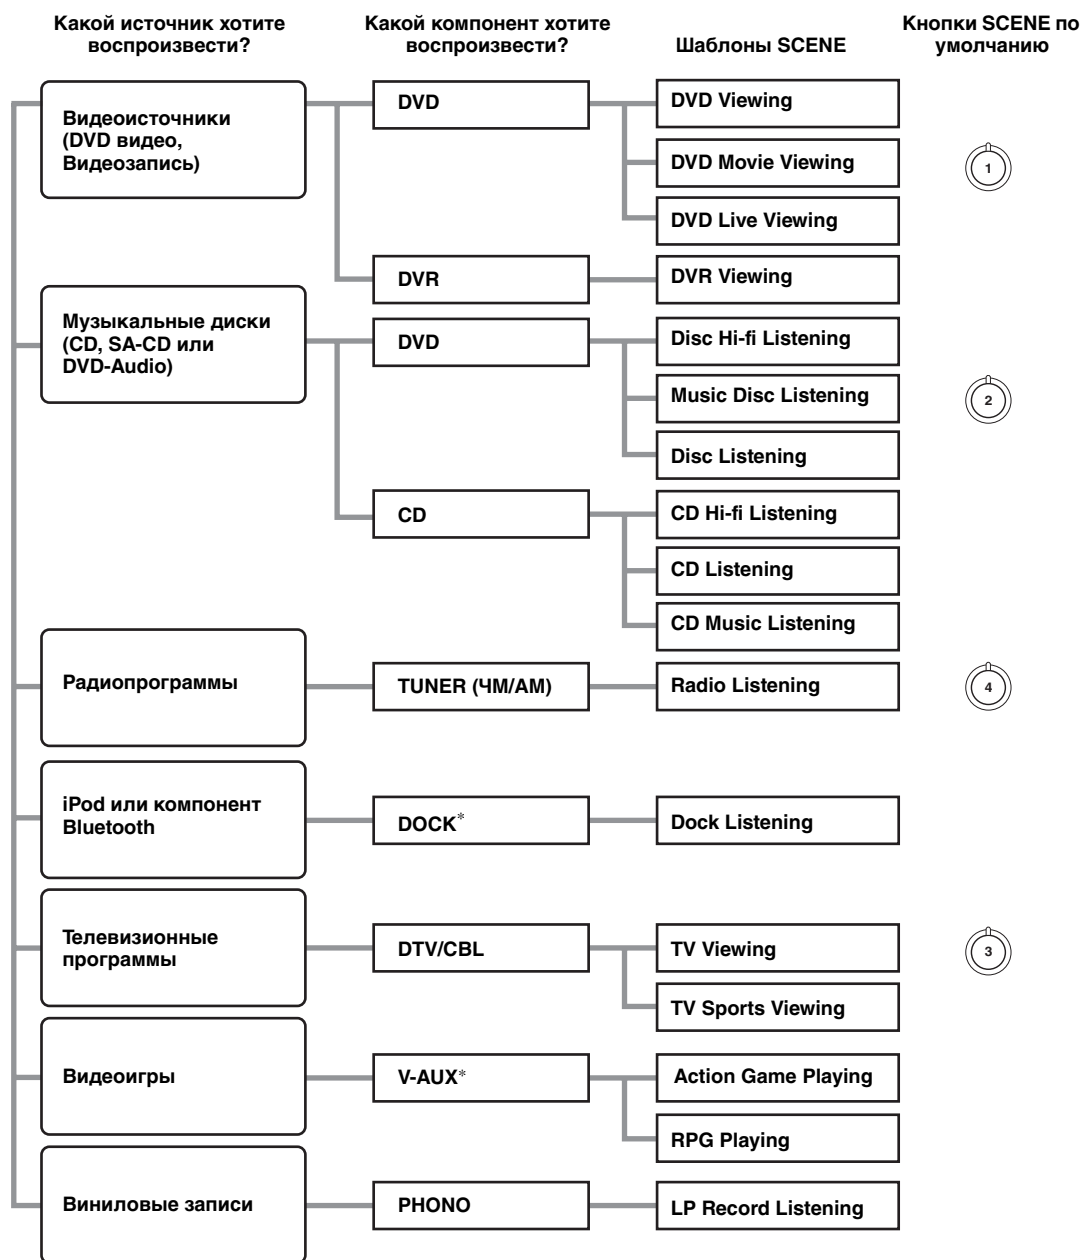 Какой источник хотите
воспроизвести?
Какой компонент хотите
воспроизвести?
Шаблоны SCENE
Кнопки SCENE по
умолчанию
Видеоисточники
(DVD видео,
Видеозапись)
DVD
DVD Viewing
DVD Movie Viewing
1
DVD Live Viewing
DVR
DVR Viewing
Музыкальные диски
(CD, SA-CD или
DVD-Audio)
DVD
Disc Hi-fi Listening
Music Disc Listening
2
Disc Listening
CD
CD Hi-fi Listening
CD Listening
CD Music Listening
Радиопрограммы
TUNER (ЧМ/AM)
Radio Listening
4
iPod или компонент
Bluetooth
DOCK*
Dock Listening
Телевизионные
программы
DTV/CBL
TV Viewing
3
TV Sports Viewing
Видеоигры
V-AUX*
Action Game Playing
RPG Playing
Виниловые записи
PHONO
LP Record Listening